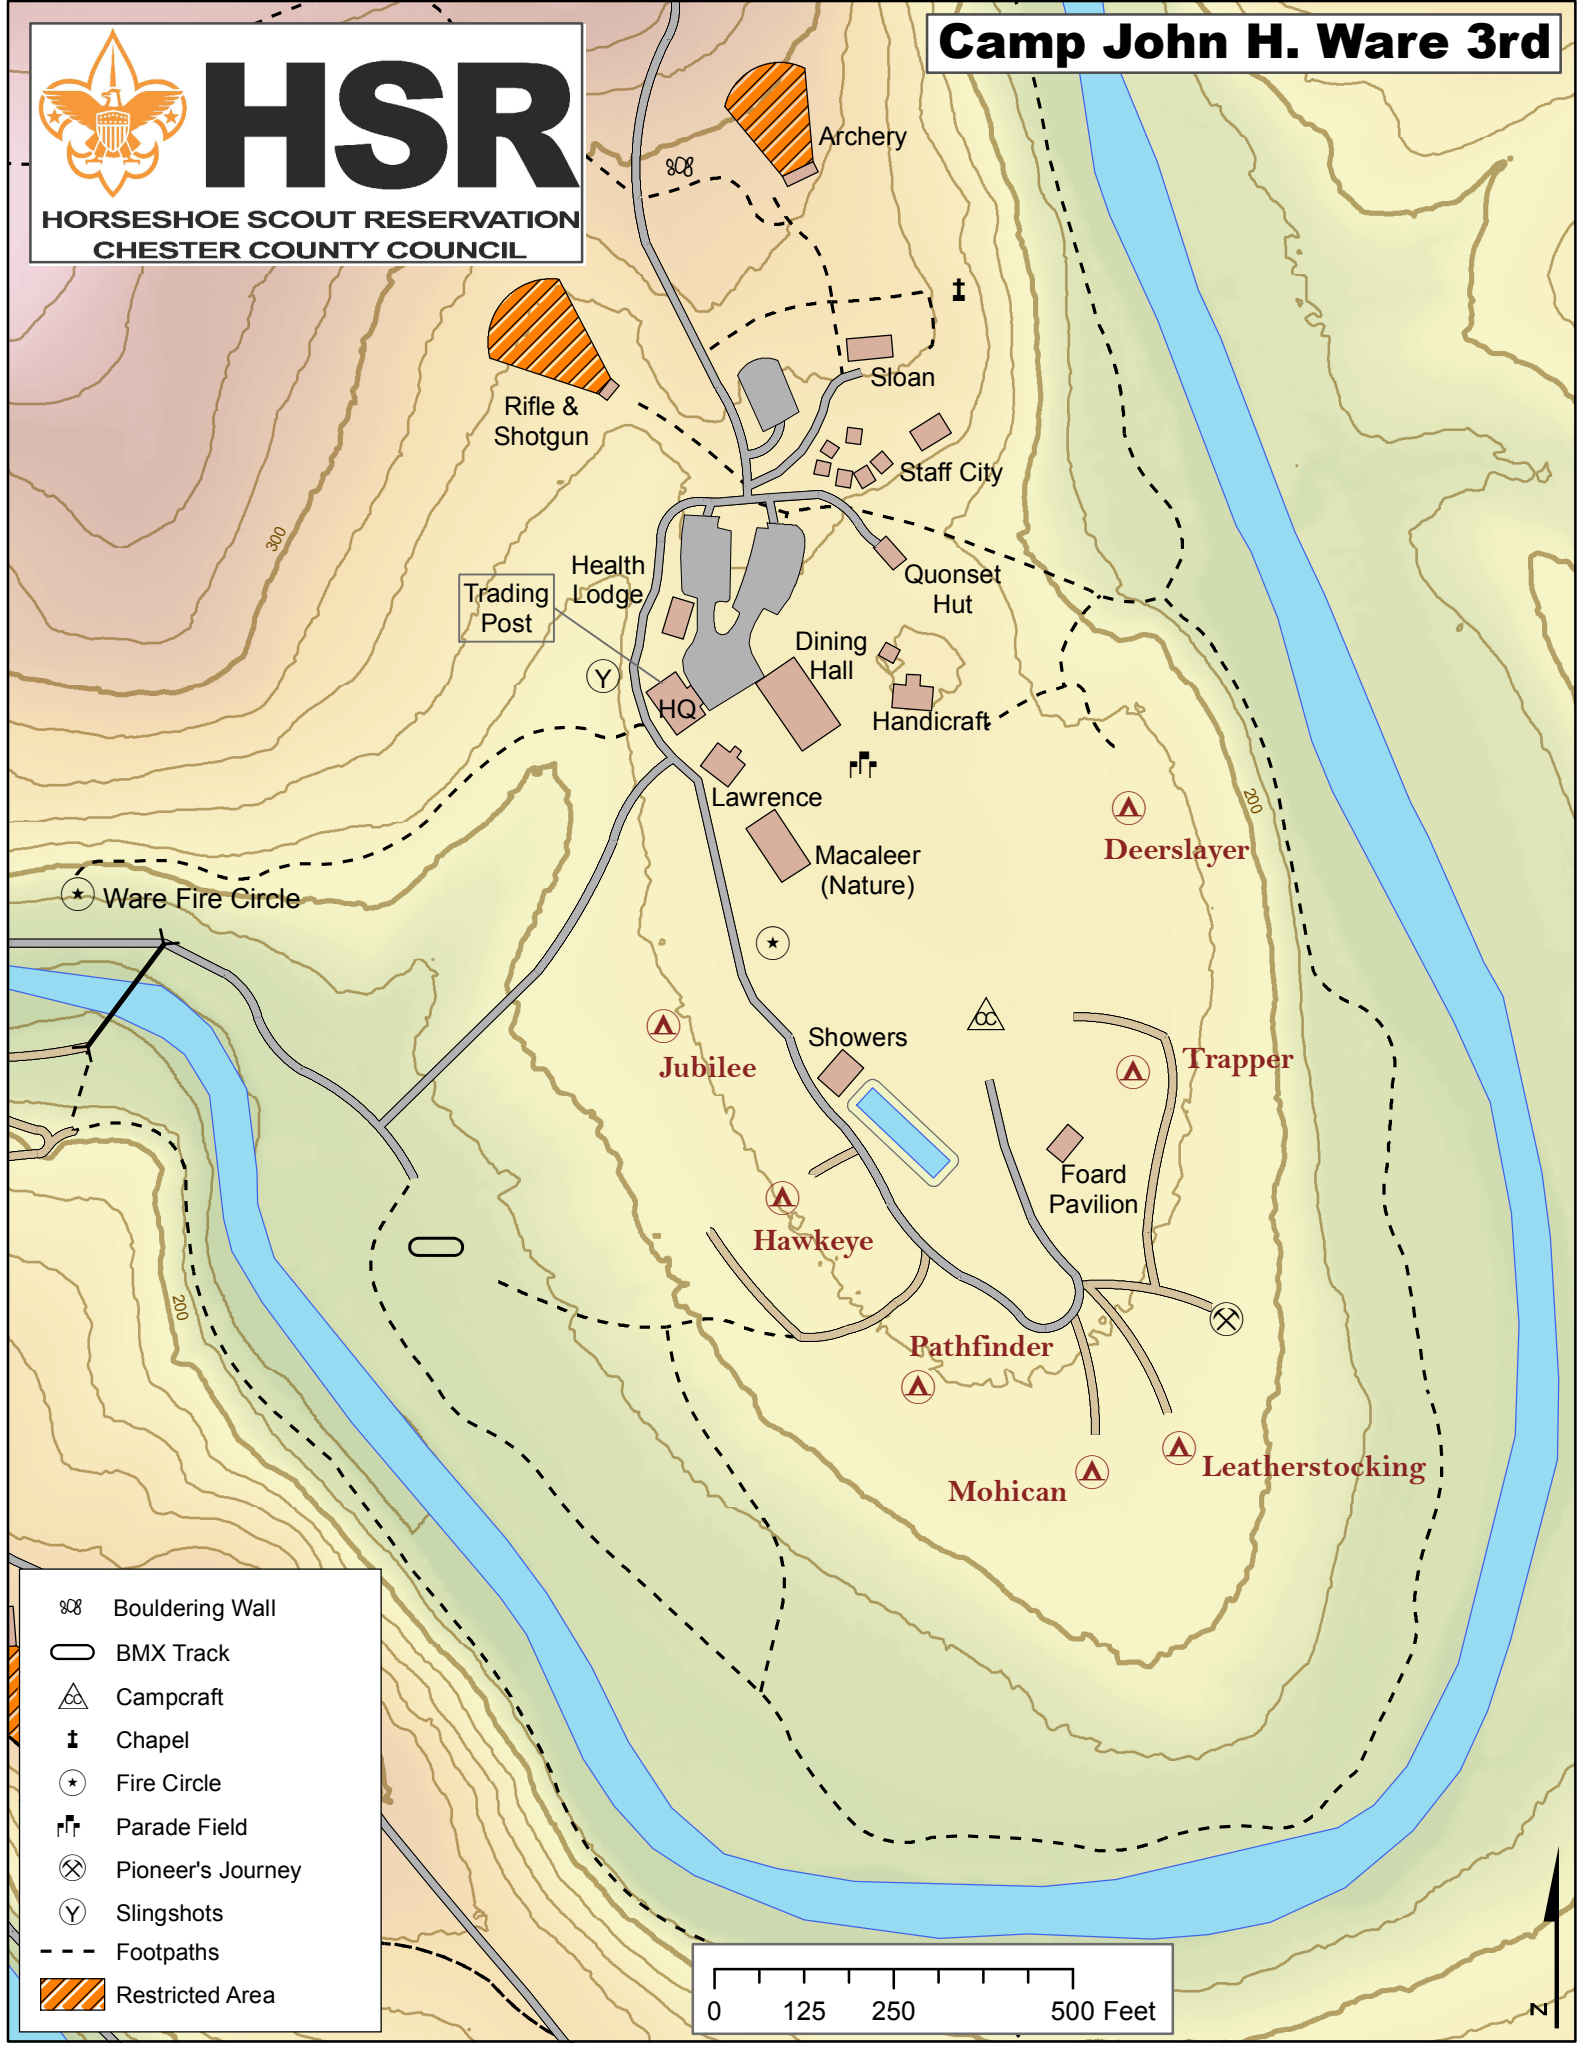 Camp John H. Ware 3rd
HSR
HORSESHOE SCOUT RESERVATION
CHESTER COUNTY COUNCIL
Archery
Rifle &
Shotgun
Sloan
Staff City
300
Health
Lodge
Trading
Post
Quonset
Hut
Dining
Hall
Y
HQ
Handicraft
Lawrence
200
Deerslayer
Macaleer
(Nature)
Ware Fire Circle
CC
Showers
Jubilee
Trapper
Foard
Pavilion
Hawkeye
200
Pathfinder
Leatherstocking
Mohican
Bouldering Wall
BMX Track
CC
Campcraft
Chapel
Fire Circle
Parade Field
Pioneer's Journey
Y
Slingshots
Footpaths
Restricted Area
0 125 250 500 Feet
N